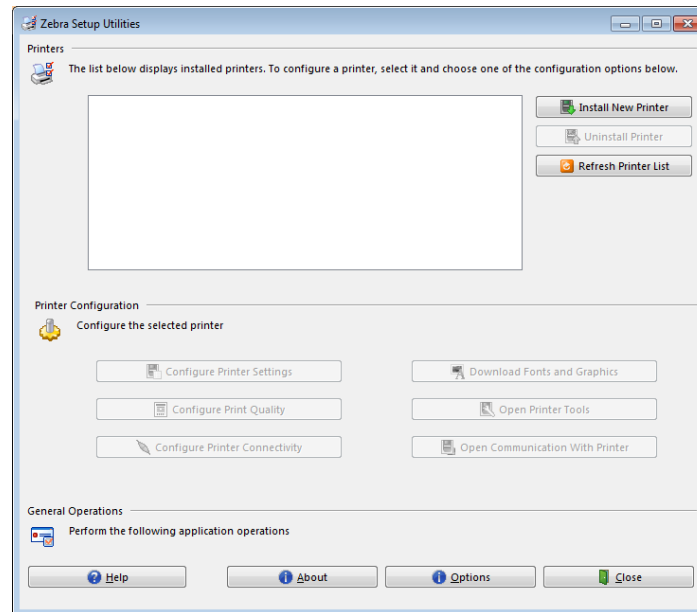 Zebra Setup Utilities
Printers
The list below displays installed printers. To configure a printer, select it and choose one of the configuration options below.
Install New Printer
Uninstall Printer
Refresh Printer List
Printer Configuration
Configure the selected printer
Configure Printer Settings
Download Fonts and Graphics
Configure Print Quality
Open Printer Tools
Configure Printer Connectivity
Open Communication With Printer
General Operations
Perform the following application operations
Help
About
Options
Close